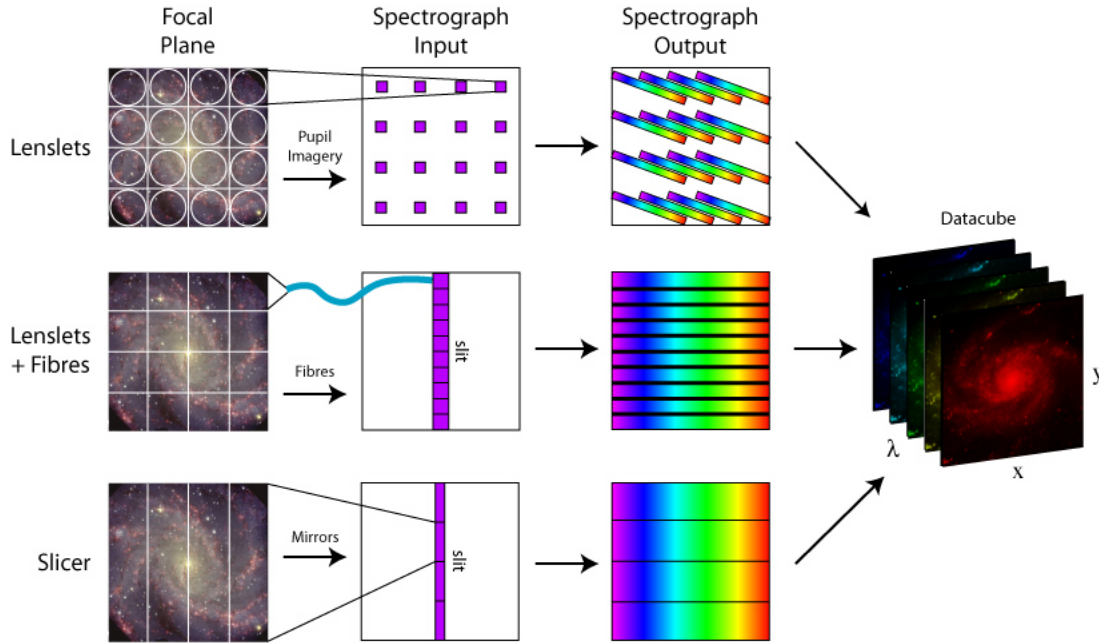 Focal
Plane
Spectrograph
Input
Spectrograph
Output
Lenslets
Pupil
Imagery
Datacube
Lenslets
+ Fibres
Fibres
slit
y
λ
x
Slicer
Mirrors
slit